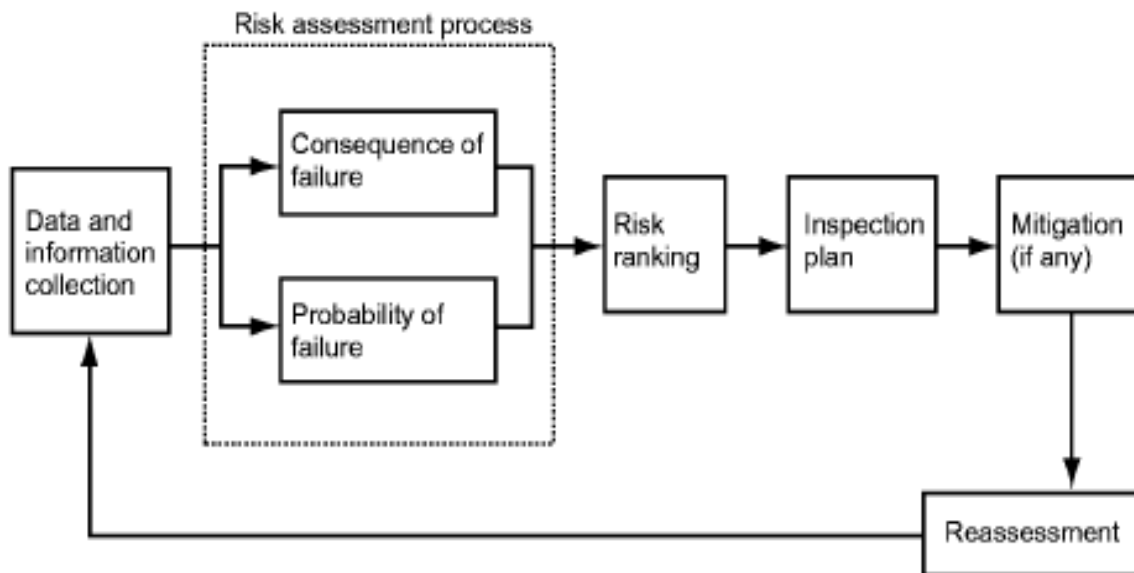 Risk assessment process
Consequence of
failure
Data and
information
collection
Probability of
failure
Risk
ranking
Inspection
plan
Mitigation
(if any)
Reassessment